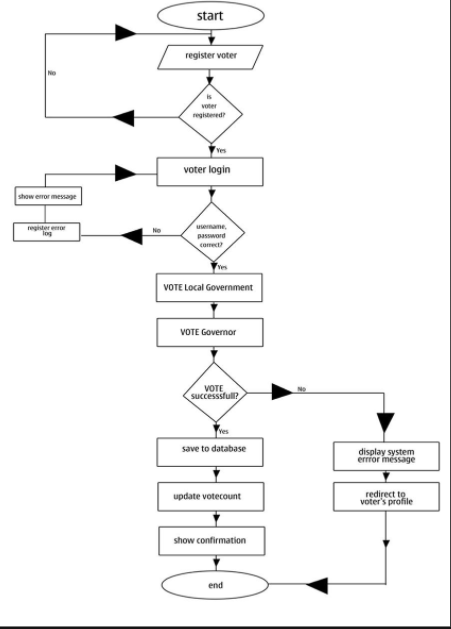 start
register voter
No
is
voter
registered?
Yes
voter login
show error message
register error
log
No
username,
password
correct?
Yes
VOTE Local Government
VOTE Governor
VOTE
successsfull?
No
Yes
save to database
display system
errror message
update votecount
redirect to
voter's profile
show confirmation
end